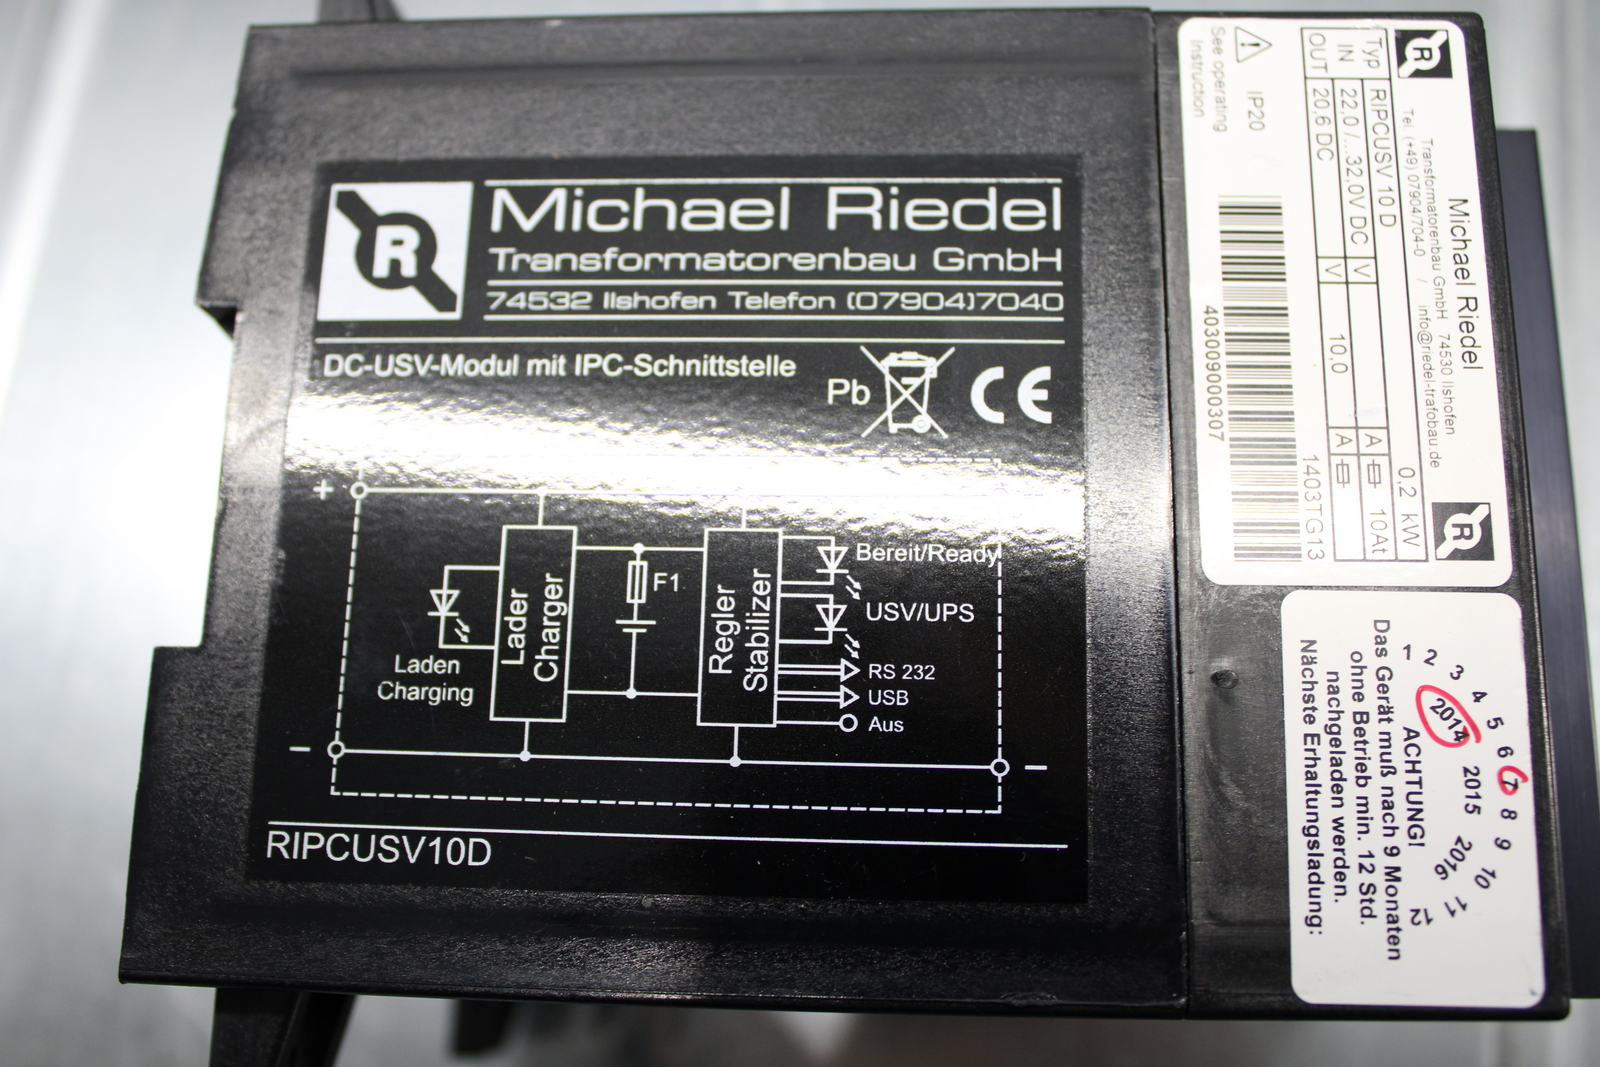 R
Michael Riedel
Transformatorenbau GmbH
74532 Ilshofen Telefon (07904)7040
DC-USV-Modul mit IPC-Schnittstelle
Pb
CE
+
Lader
Charger
F1
Regler
Stabilizer
Bereit/Ready
USV/UPS
RS 232
USB
Aus
Laden
Charging
−
−
RIPCUSV10D
R
Michael Riedel
Transformatorenbau GmbH 74530 Ilshofen
Tel (+49) 07904/704-0 / info@riedel-trafobau.de
R
Typ RIPCUSV 10 D 0,2 kW
IN 22,0 /...32,0V DC V A 10At
OUT 20,6 DC V 10,0 A
IP20
See operating
Instruction
1403TG13
4030090000307
1 2 3 4 5 6 7 8 9 10 11 12
2014 2015 2016
ACHTUNG!
Das Gerät muß nach 9 Monaten
ohne Betrieb min. 12 Std.
nachgeladen werden.
Nächste Erhaltungsladung: